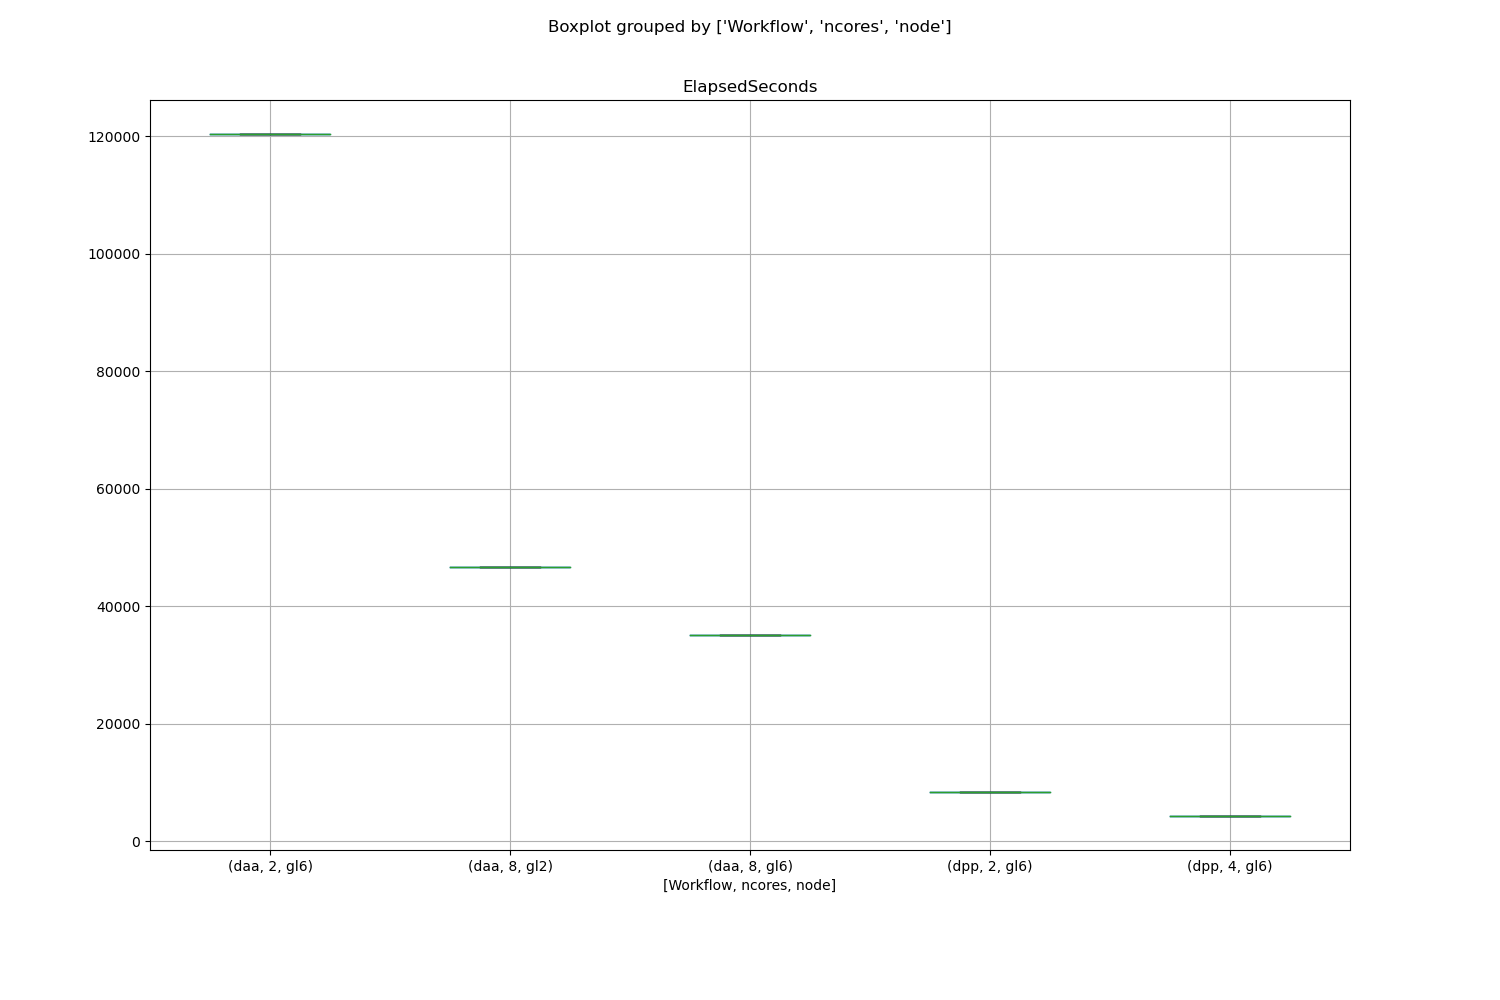 Boxplot grouped by ['Workflow', 'ncores', 'node']
ElapsedSeconds
120000
100000
80000
60000
40000
20000
0
(daa, 2, gl6) (daa, 8, gl2) (daa, 8, gl6) (dpp, 2, gl6) (dpp, 4, gl6)
[Workflow, ncores, node]